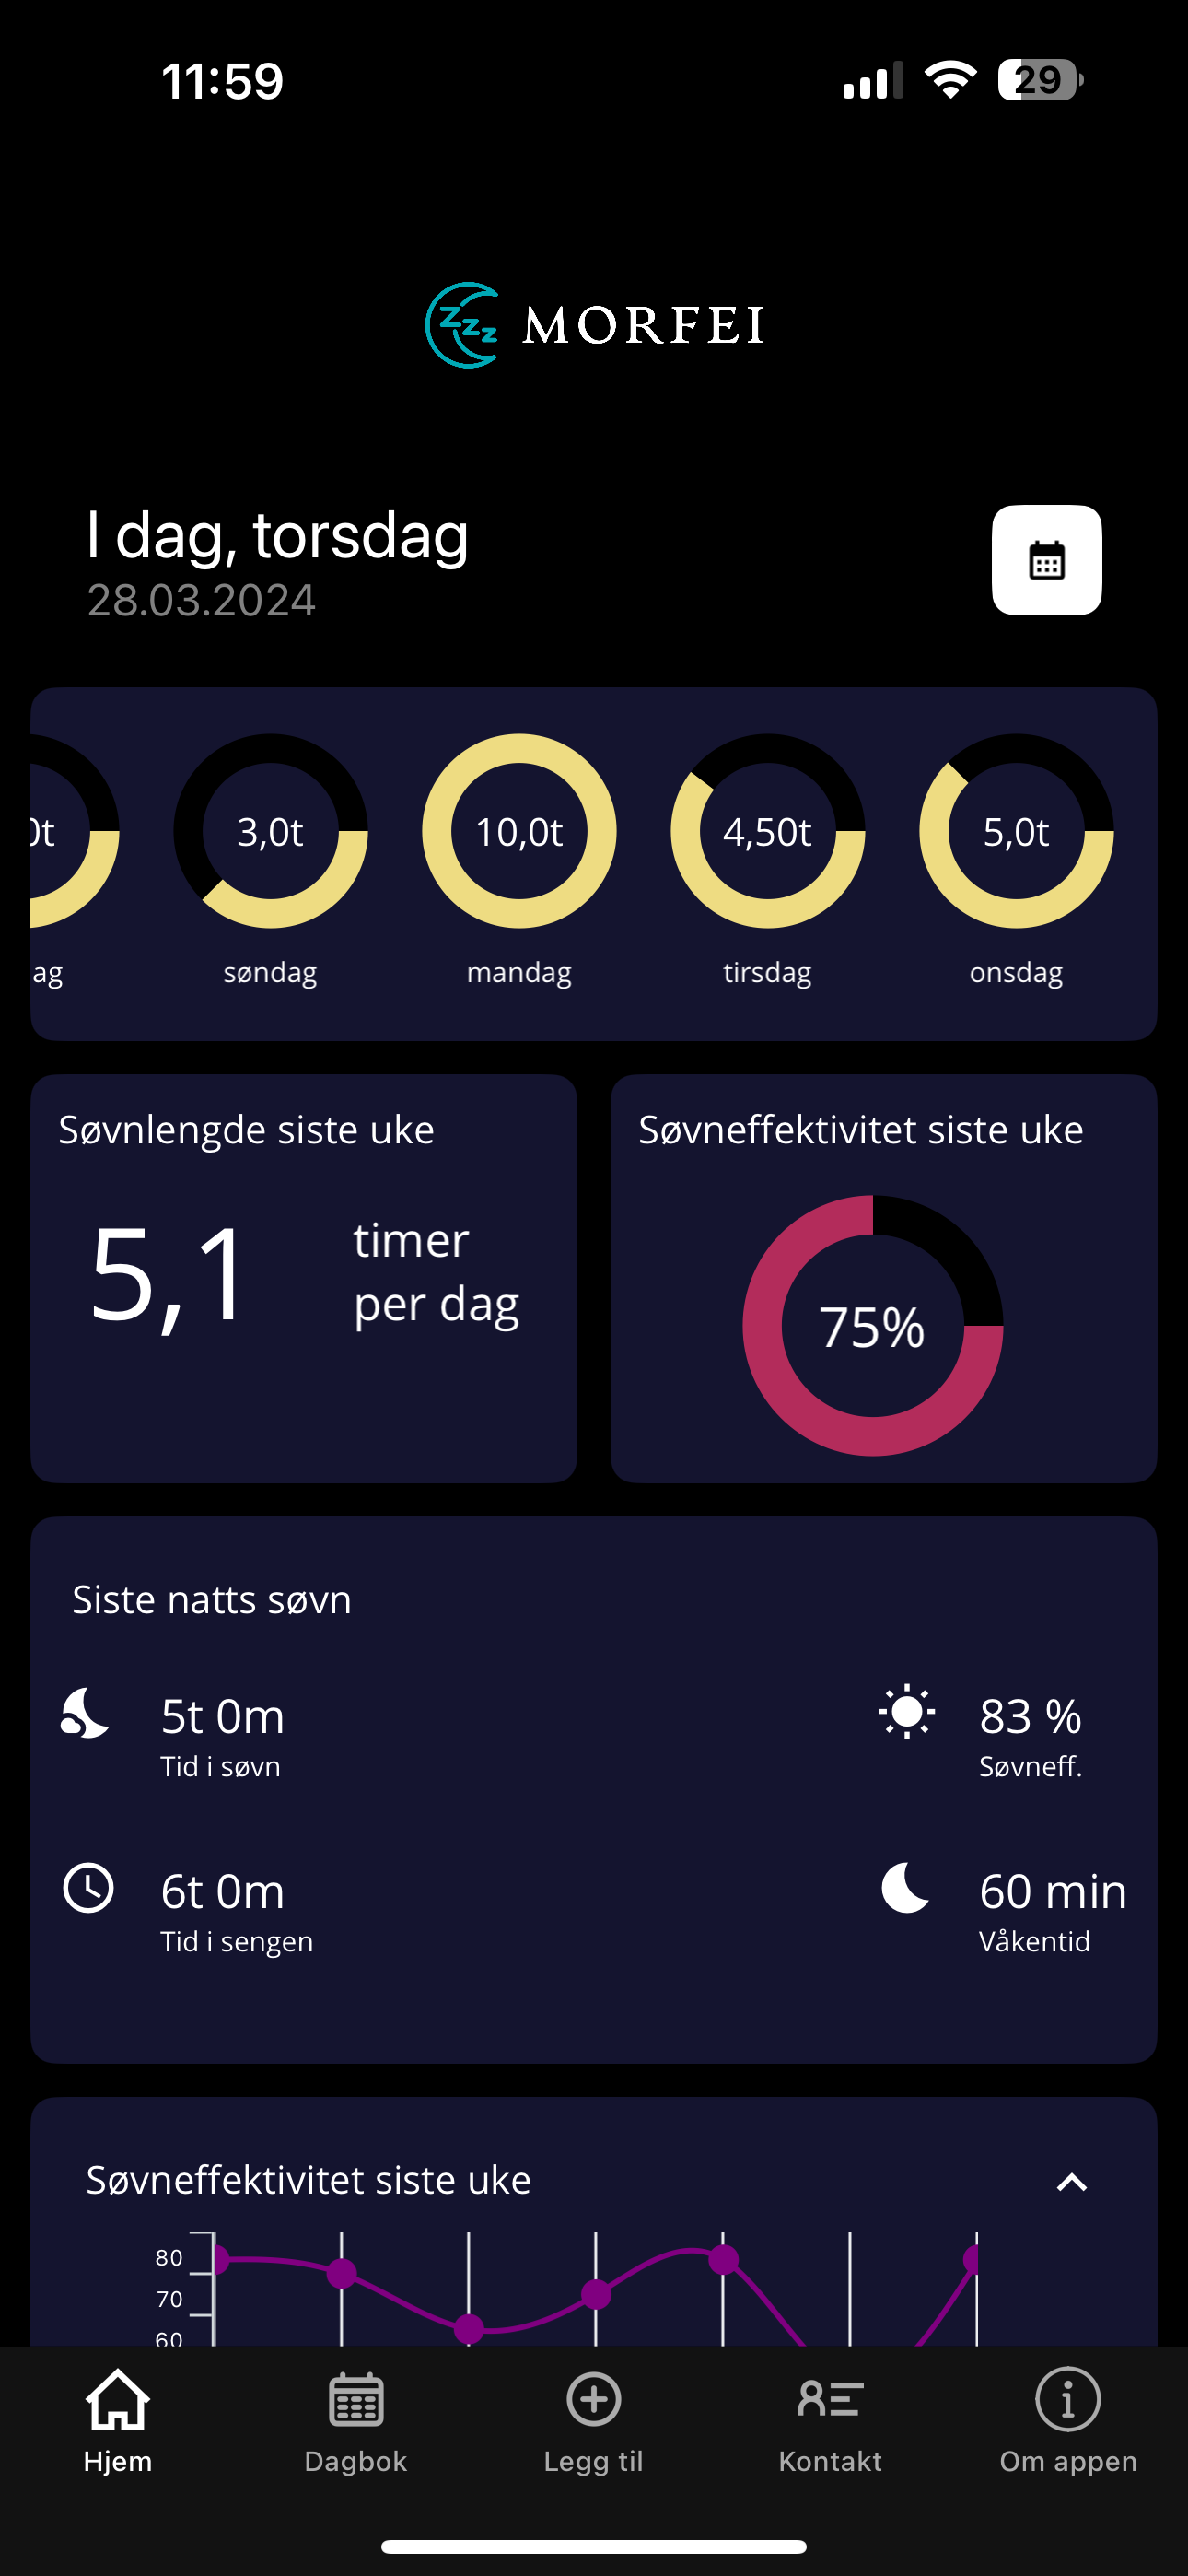 11:59
29
MORFEI
I dag, torsdag
28.03.2024
3,0t
10,0t
4,50t
5,0t
søndag
mandag
tirsdag
onsdag
Søvnlengde siste uke
5,1
timer
per dag
Søvneffektivitet siste uke
75%
Siste natts søvn
5t 0m
Tid i søvn
83 %
Søvneff.
6t 0m
Tid i sengen
60 min
Våkentid
Søvneffektivitet siste uke
80
70
60
Hjem
Dagbok
Legg til
Kontakt
Om appen